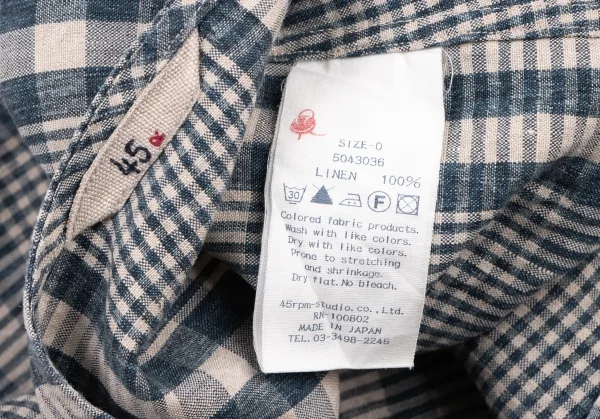 45
SIZE-0
5043036
LINEN 100%
30 F
Colored fabric products.
Wash with like colors.
Dry with like colors.
Prone to stretching
and shrinkage.
Dry flat. No bleach.
45rpm-studio.co.,Ltd.
RN-100802
MADE IN JAPAN
TEL.03-3498-2245